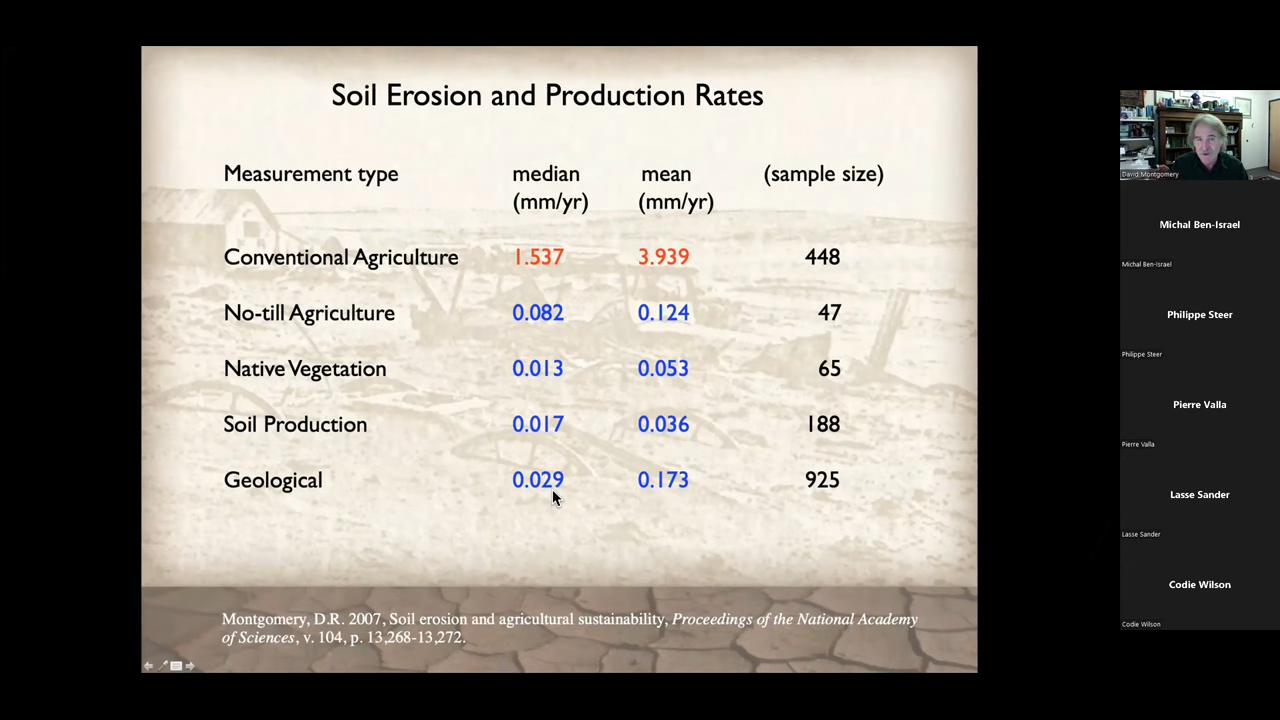 Soil Erosion and Production Rates
Measurement type median mean (sample size)
(mm/yr) (mm/yr)
Conventional Agriculture 1.537 3.939 448
No-till Agriculture 0.082 0.124 47
Native Vegetation 0.013 0.053 65
Soil Production 0.017 0.036 188
Geological 0.029 0.173 925
Montgomery, D.R. 2007, Soil erosion and agricultural sustainability, Proceedings of the National Academy
of Sciences, v. 104, p. 13,268-13,272.
David Montgomery
Michal Ben-Israel
Michal Ben-Israel
Philippe Steer
Philippe Steer
Pierre Valla
Pierre Valla
Lasse Sander
Lasse Sander
Codie Wilson
Codie Wilson